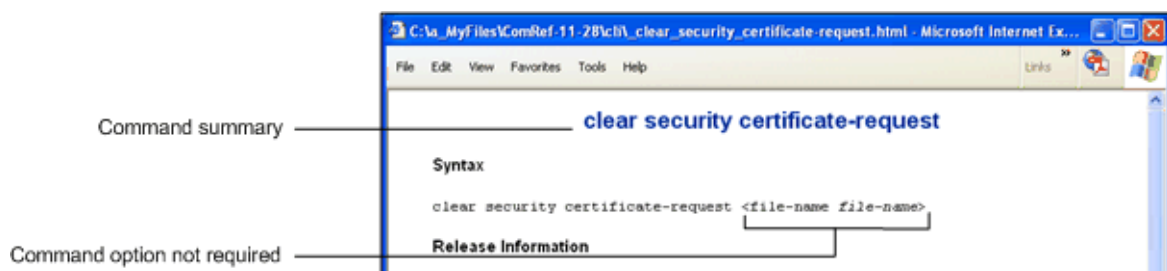 C:\a_MyFiles\ComRef-11-28\cli\_clear_security_certificate-request.html - Microsoft Internet Ex...
File Edit View Favorites Tools Help Links »
Command summary
clear security certificate-request
Syntax
clear security certificate-request <file-name file-name>
Command option not required
Release Information